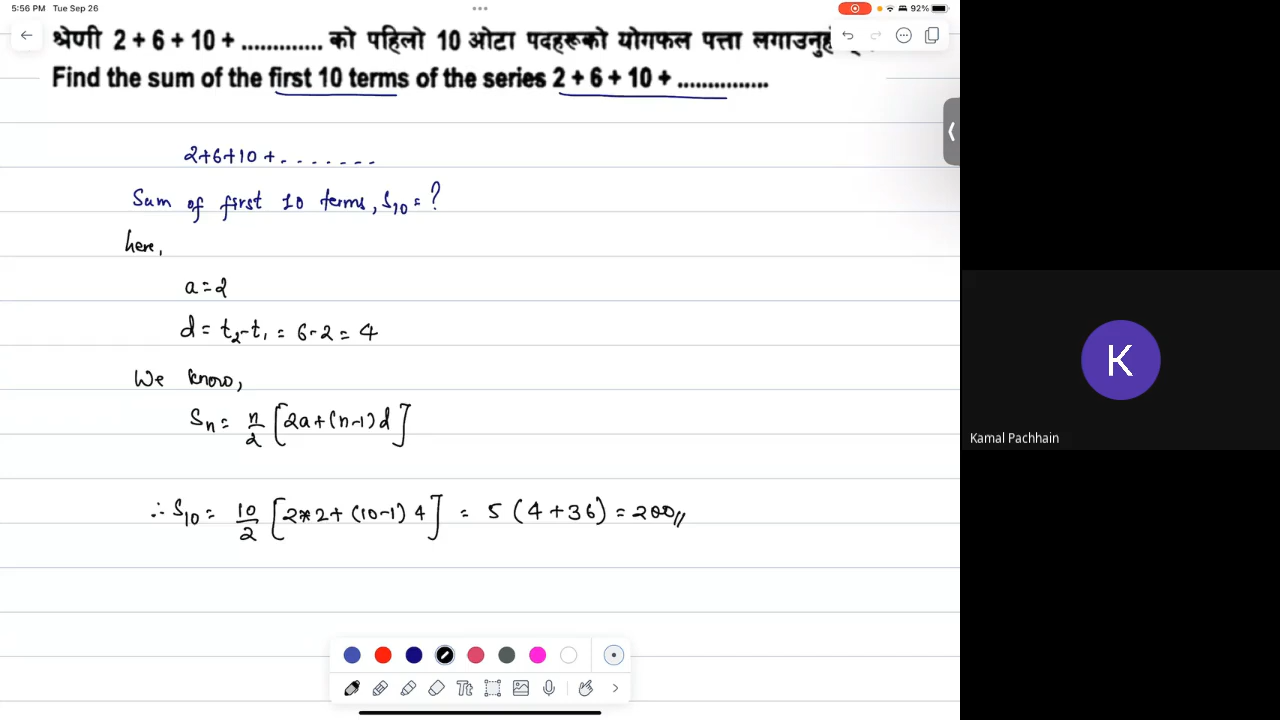 5:56 PM Tue Sep 26
92%
श्रेणी 2 + 6 + 10 + ............. को पहिलो 10 ओटा पदहरूको योगफल पत्ता
Find the sum of the first 10 terms of the series 2 + 6 + 10 + ...............
2+6+10 + . . . . . . .
Sum of first 10 terms, S10 = ?
here,
a = 2
d = t2 - t1 = 6 - 2 = 4
We know,
Sn = n/2 [2a + (n-1)d]
∴ S10 = 10/2 [2*2 + (10-1) 4] = 5 (4 + 36) = 200//
Tt
K
Kamal Pachhain